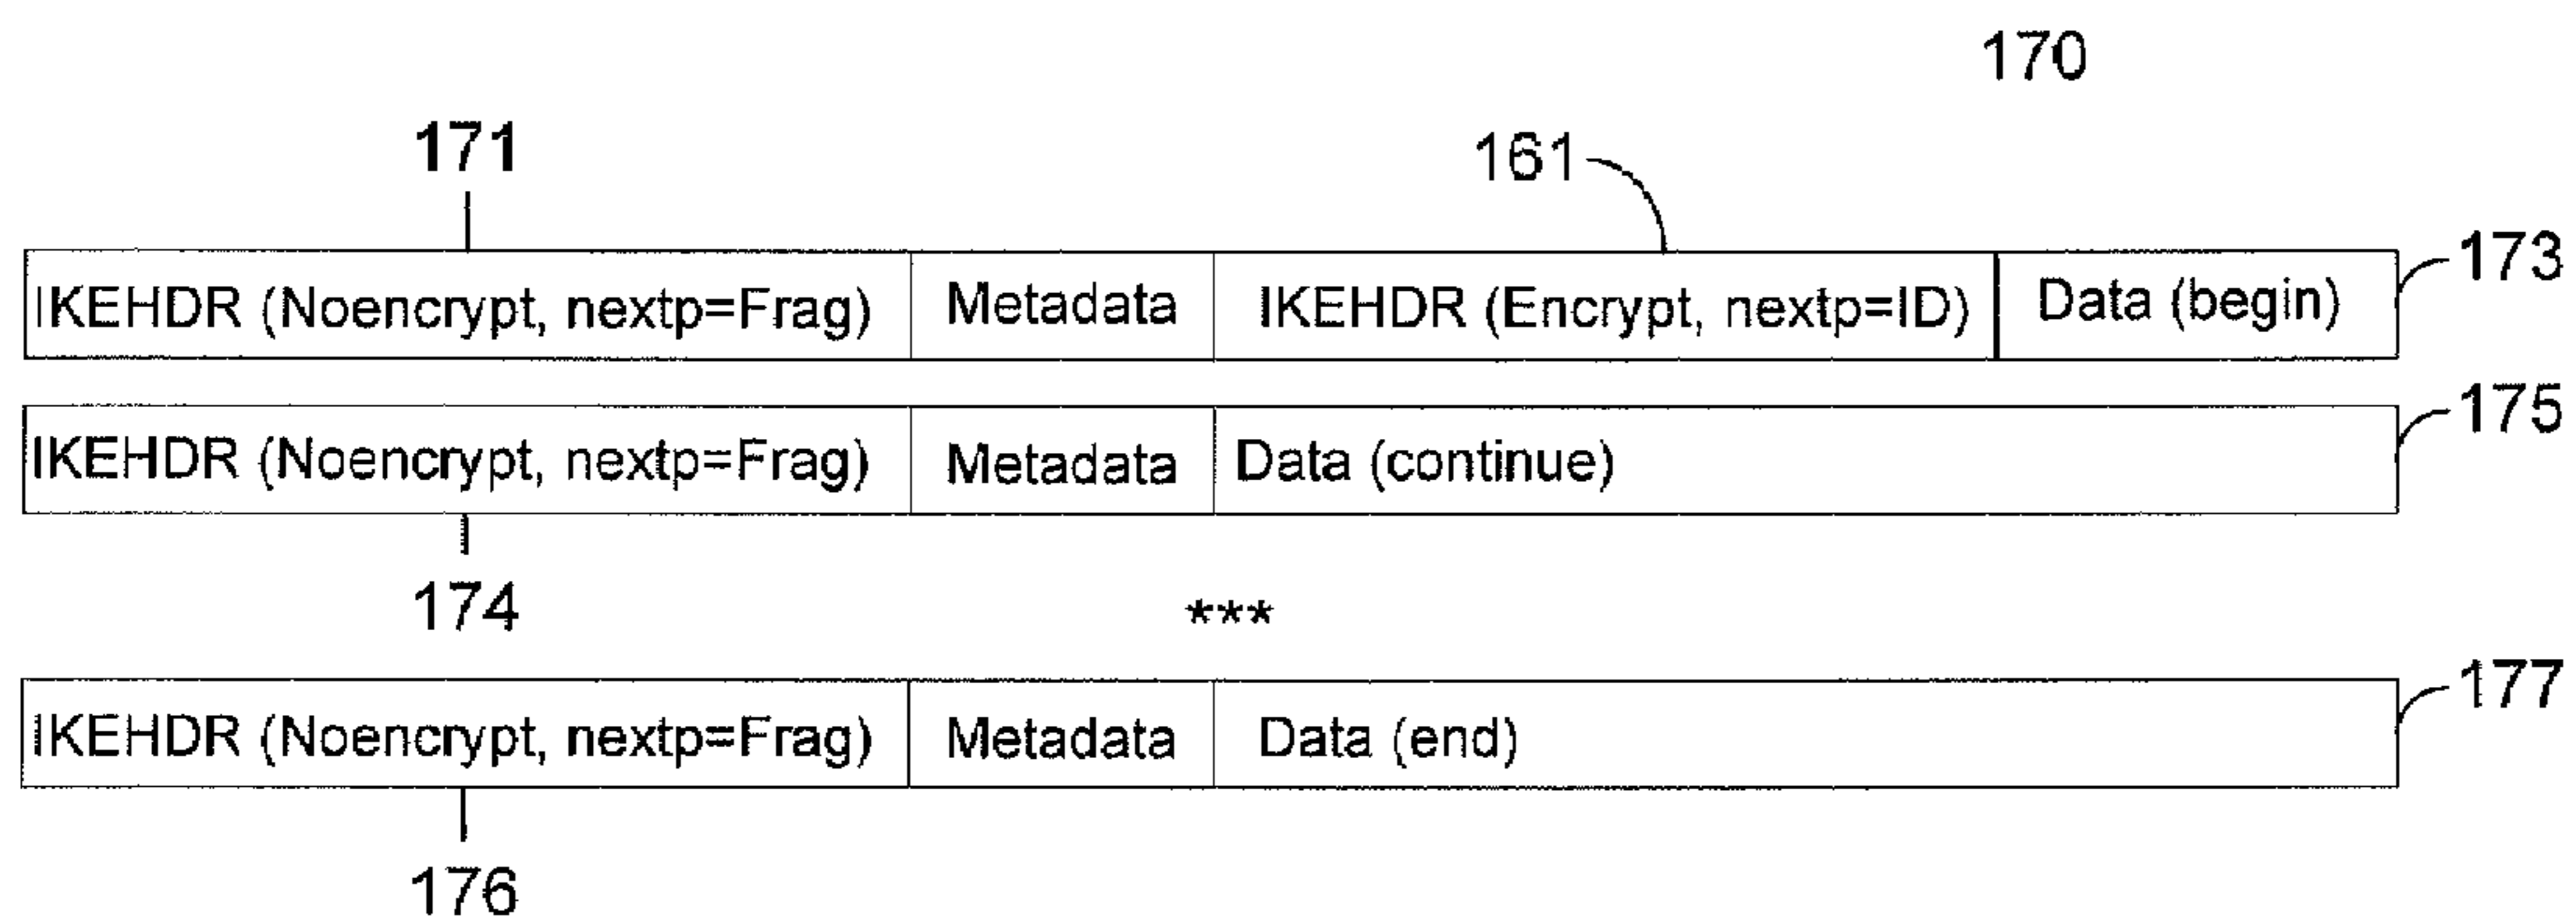 170
171
161
IKEHDR (Noencrypt, nextp=Frag) Metadata IKEHDR (Encrypt, nextp=ID) Data (begin) 173
IKEHDR (Noencrypt, nextp=Frag) Metadata Data (continue) 175
174
***
IKEHDR (Noencrypt, nextp=Frag) Metadata Data (end) 177
176